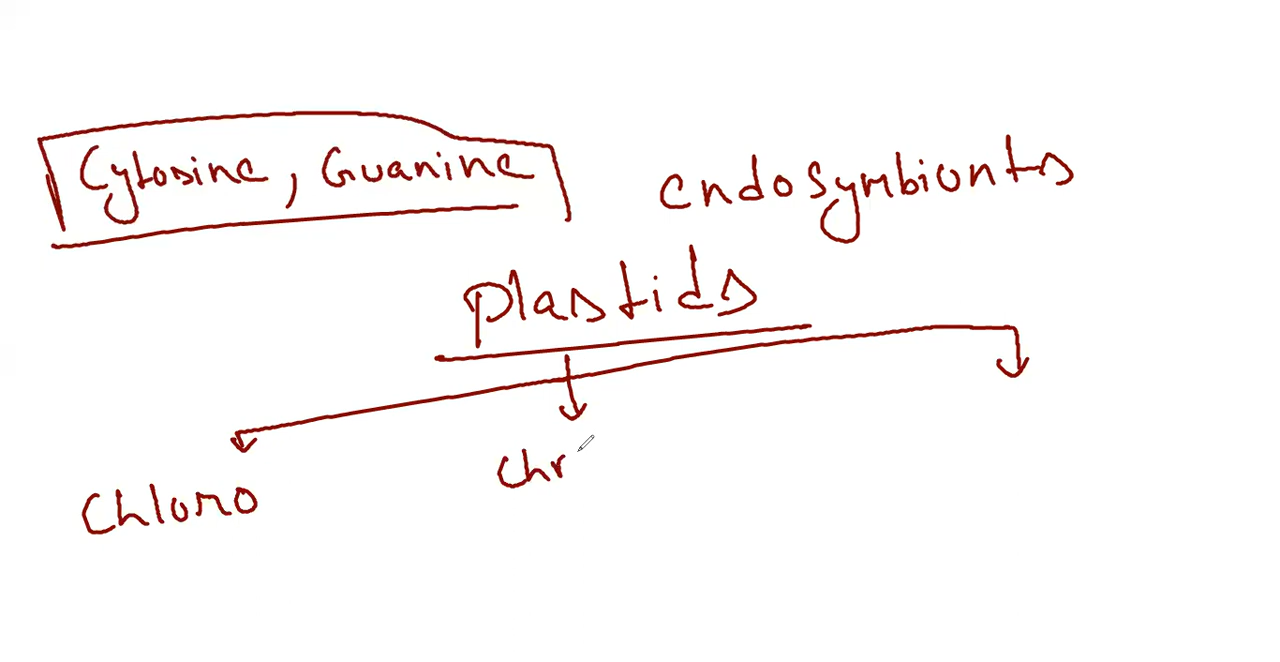 Cytosine, Guanine
endosymbionts
Plastids
Chloro
Chr